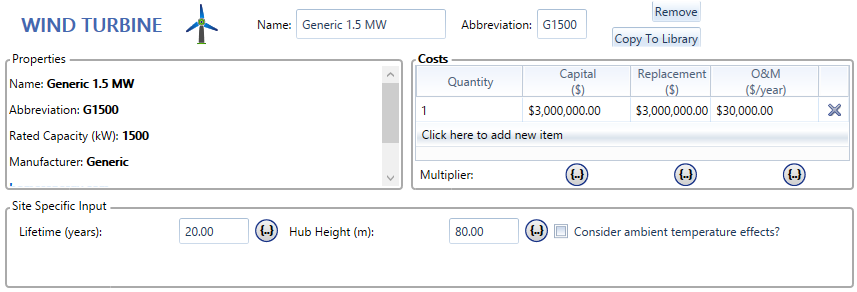 WIND TURBINE
Name: Generic 1.5 MW Abbreviation: G1500
Remove
Copy To Library
Properties
Name: Generic 1.5 MW
Abbreviation: G1500
Rated Capacity (kW): 1500
Manufacturer: Generic
Costs
Quantity Capital ($) Replacement ($) O&M ($/year)
1 $3,000,000.00 $3,000,000.00 $30,000.00
Click here to add new item
Multiplier: {..} {..} {..}
Site Specific Input
Lifetime (years): 20.00 {..} Hub Height (m): 80.00 {..} Consider ambient temperature effects?